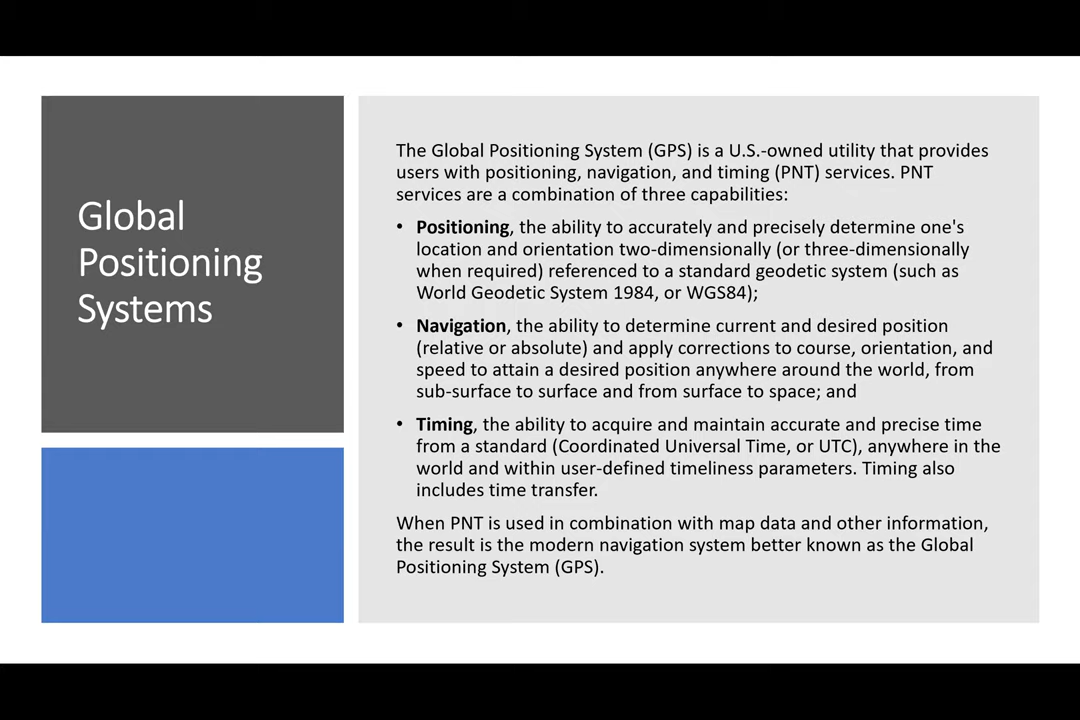 Global
Positioning
Systems
The Global Positioning System (GPS) is a U.S.-owned utility that provides
users with positioning, navigation, and timing (PNT) services. PNT
services are a combination of three capabilities:
• Positioning, the ability to accurately and precisely determine one's
location and orientation two-dimensionally (or three-dimensionally
when required) referenced to a standard geodetic system (such as
World Geodetic System 1984, or WGS84);
• Navigation, the ability to determine current and desired position
(relative or absolute) and apply corrections to course, orientation, and
speed to attain a desired position anywhere around the world, from
sub-surface to surface and from surface to space; and
• Timing, the ability to acquire and maintain accurate and precise time
from a standard (Coordinated Universal Time, or UTC), anywhere in the
world and within user-defined timeliness parameters. Timing also
includes time transfer.
When PNT is used in combination with map data and other information,
the result is the modern navigation system better known as the Global
Positioning System (GPS).